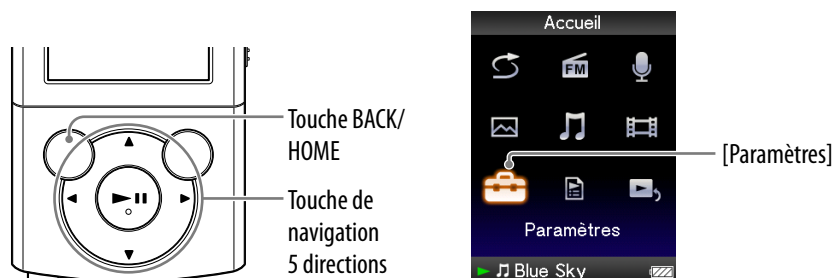 Touche BACK/
HOME
Touche de
navigation
5 directions
Accueil
FM
[Paramètres]
Paramètres
Blue Sky